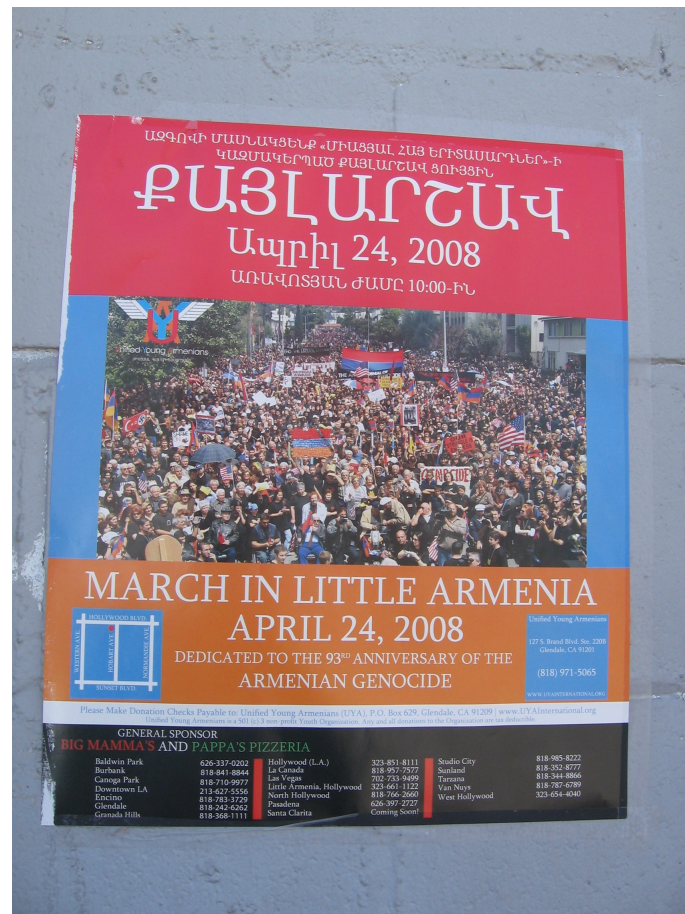 ԱԶԳՈՎԻ ՄԱՍՆԱԿՑԵՆՔ «ՄԻԱՑՅԱԼ ՀԱՅ ԵՐԻՏԱՍԱՐԴՆԵՐ»-Ի
ԿԱԶՄԱԿԵՐՊԱԾ ՔԱՅԼԱՐՇԱՎ ՑՈՒՅՑԻՆ
ՔԱՅԼԱՐՇԱՎ
Ապրիլ 24, 2008
ԱՌԱՎՈՏՅԱՆ ԺԱՄԸ 10:00-ԻՆ
Unified Young Armenians
GENOCIDE
MARCH IN LITTLE ARMENIA
APRIL 24, 2008
DEDICATED TO THE 93RD ANNIVERSARY OF THE
ARMENIAN GENOCIDE
HOLLYWOOD BLVD.
WESTERN AVE.
HOBART AVE.
NORMANDIE AVE.
SUNSET BLVD.
Unified Young Armenians
127 S. Brand Blvd. Ste. 2208
Glendale, CA 91201
(818) 971-5065
WWW.UYAINTERNATIONAL.ORG
Please Make Donation Checks Payable to: Unified Young Armenians (UYA), P.O. Box 629, Glendale, CA 91209 | www.UYAInternational.org
Unified Young Armenians is a 501 (c) 3 non-profit Youth Organization. Any and all donations to the Organization are tax deductible.
GENERAL SPONSOR
BIG MAMMA'S AND PAPPA'S PIZZERIA
Baldwin Park 626-337-0202
Burbank 818-841-8844
Canoga Park 818-710-9977
Downtown LA 213-627-5556
Encino 818-783-3729
Glendale 818-242-6262
Granada Hills 818-368-1111
Hollywood (L.A.) 323-851-8111
La Canada 818-957-7577
Las Vegas 702-733-9499
Little Armenia, Hollywood 323-661-1122
North Hollywood 818-766-2660
Pasadena 626-397-2727
Santa Clarita Coming Soon!
Studio City 818-985-8222
Sunland 818-352-8777
Tarzana 818-344-8866
Van Nuys 818-787-6789
West Hollywood 323-654-4040